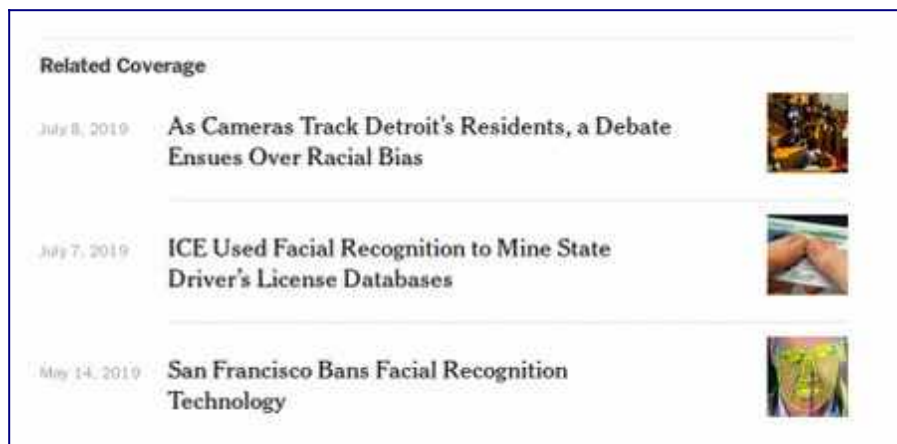 Related Coverage
July 8, 2019
As Cameras Track Detroit's Residents, a Debate
Ensues Over Racial Bias
July 7, 2019
ICE Used Facial Recognition to Mine State
Driver's License Databases
May 14, 2019
San Francisco Bans Facial Recognition
Technology